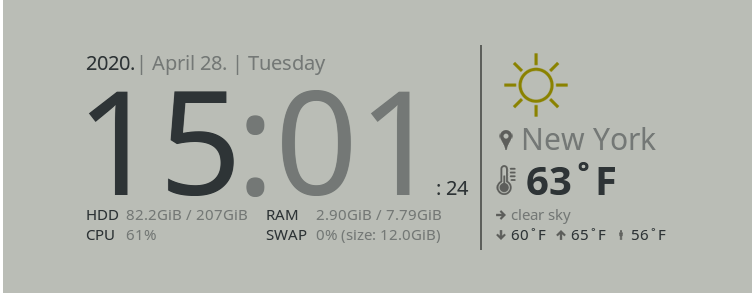 2020.| April 28. | Tuesday
15:01 : 24
HDD 82.2GiB / 207GiB RAM 2.90GiB / 7.79GiB
CPU 61% SWAP 0% (size: 12.0GiB)
New York
63˚F
clear sky
60˚F 65˚F 56˚F